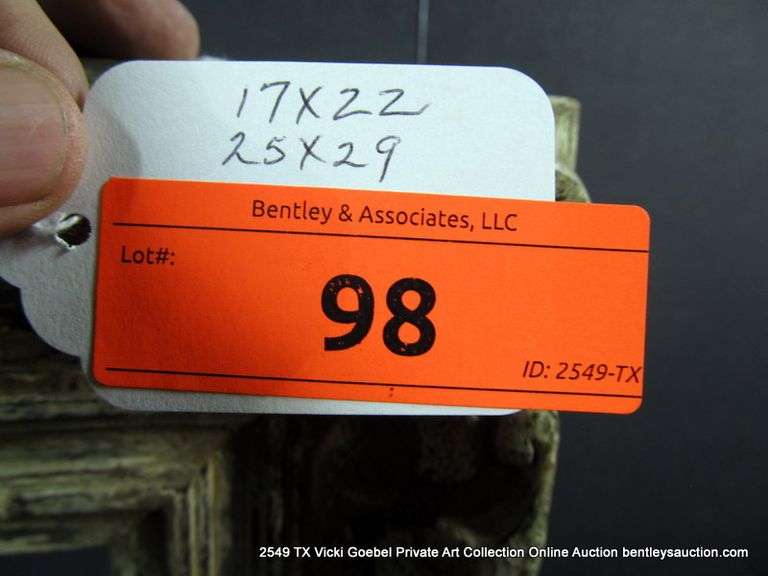 17X22
25X29
Bentley & Associates, LLC
Lot#:
98
ID: 2549-TX
2549 TX Vicki Goebel Private Art Collection Online Auction bentleysauction.com